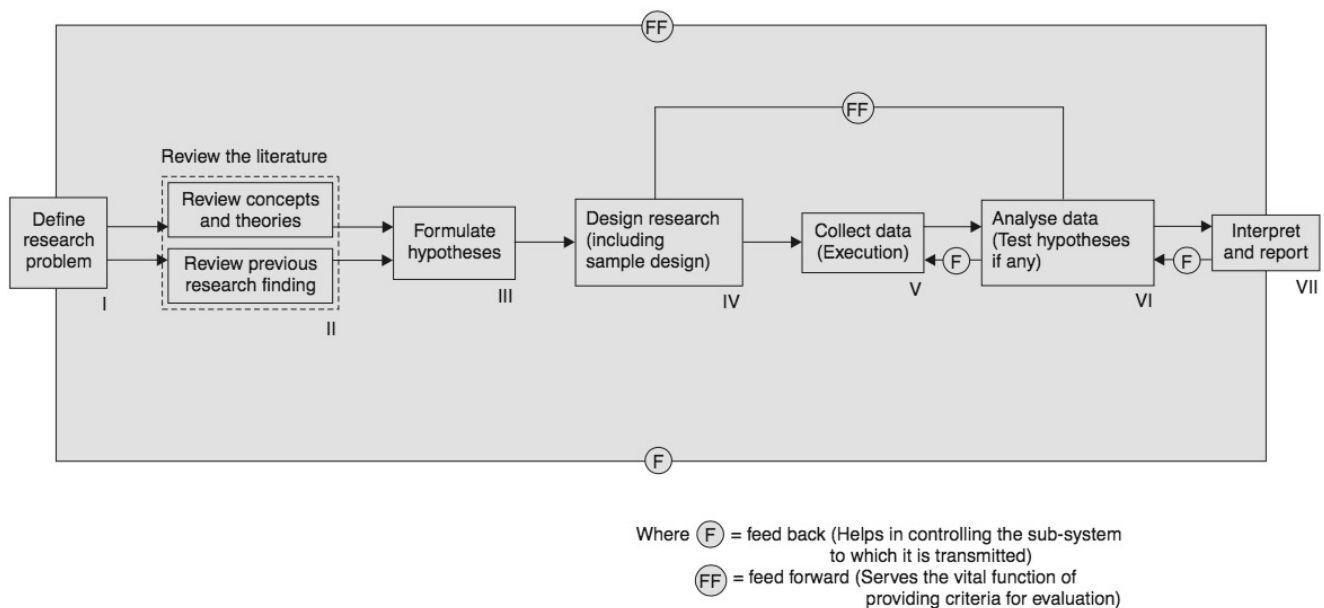 FF
FF
Review the literature
Define
research
problem
I
Review concepts
and theories
Review previous
research finding
II
Formulate
hypotheses
III
Design research
(including
sample design)
IV
Collect data
(Execution)
V
F
Analyse data
(Test hypotheses
if any)
VI
F
Interpret
and report
VII
F
Where F = feed back (Helps in controlling the sub-system
to which it is transmitted)
FF = feed forward (Serves the vital function of
providing criteria for evaluation)